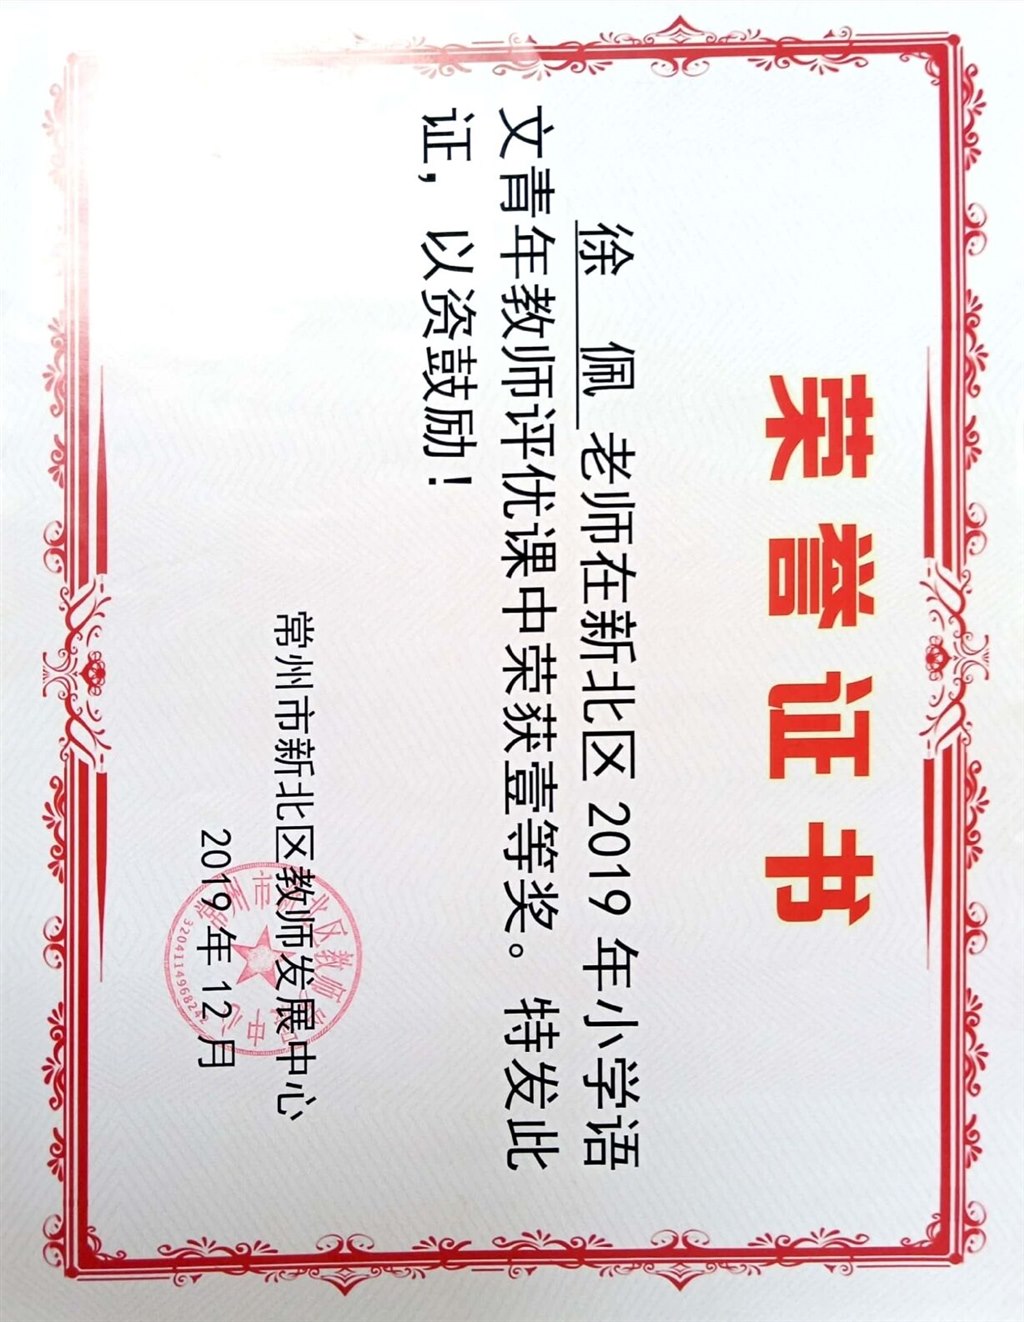 荣誉证书
徐 佩 老师在新北区 2019 年小学语
文青年教师评优课中荣获壹等奖。特发此
证，以资鼓励！
常州市新北区教师发展中心
2019 年 12 月